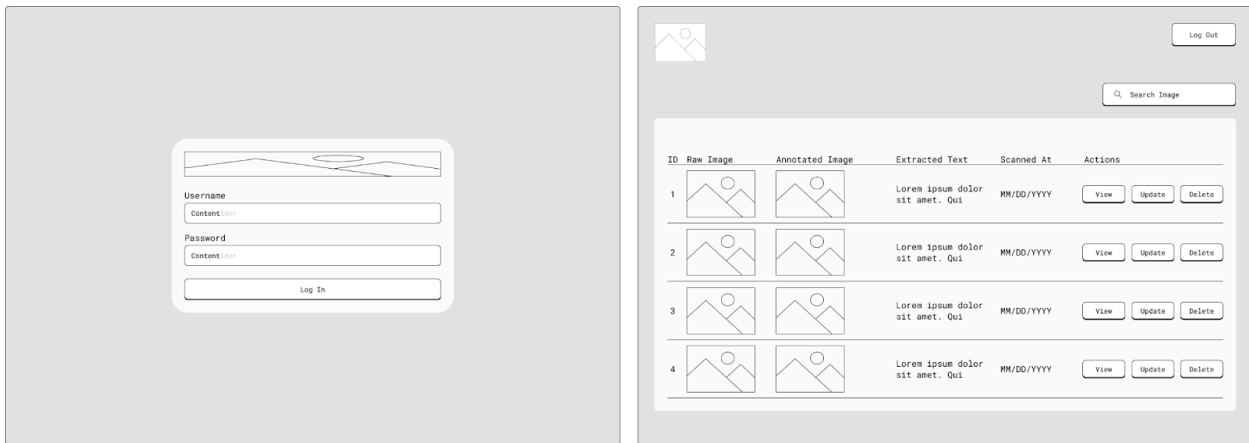 Username
Contentlder
Password
Contentlder
Log In
Log Out
Search Image
ID Raw Image Annotated Image Extracted Text Scanned At Actions
1 Lorem ipsum dolor
sit amet. Qui MM/DD/YYYY View Update Delete
2 Lorem ipsum dolor
sit amet. Qui MM/DD/YYYY View Update Delete
3 Lorem ipsum dolor
sit amet. Qui MM/DD/YYYY View Update Delete
4 Lorem ipsum dolor
sit amet. Qui MM/DD/YYYY View Update Delete